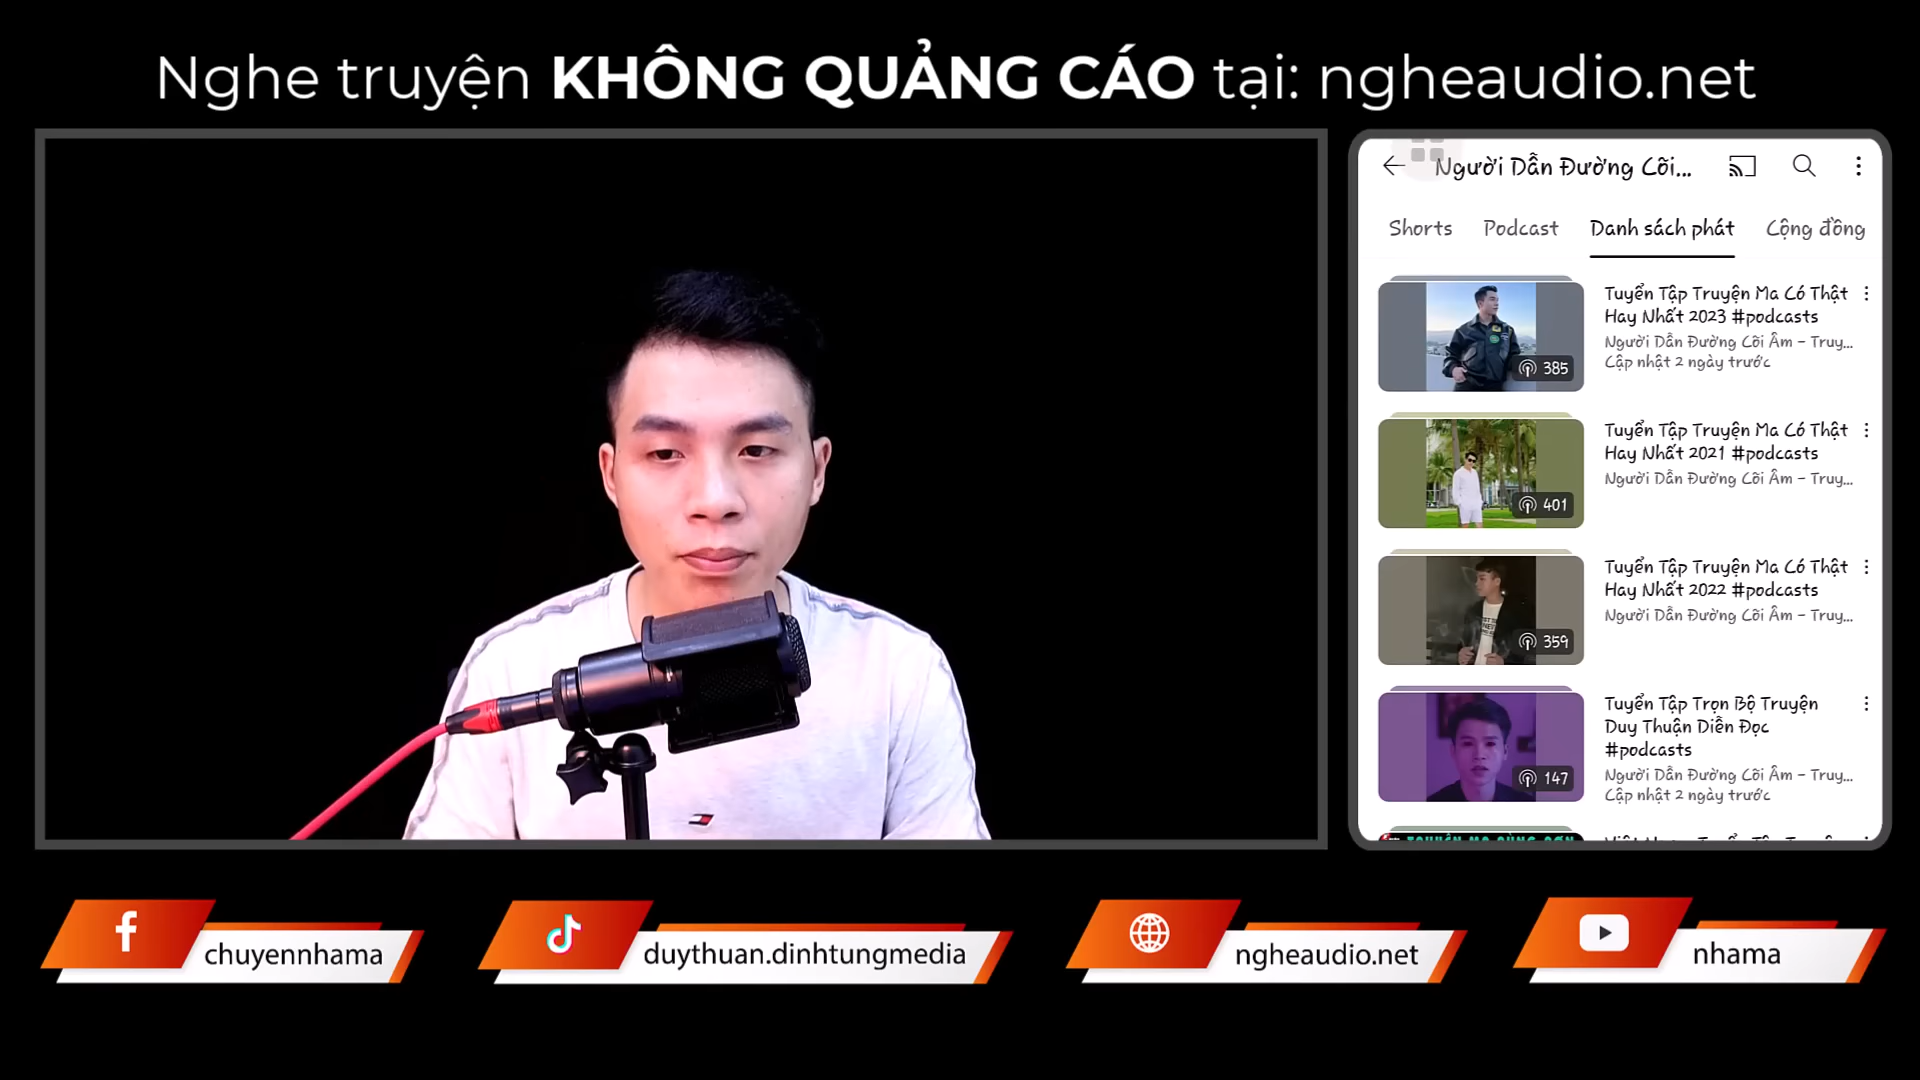 Nghe truyện KHÔNG QUẢNG CÁO tại: ngheaudio.net
Người Dẫn Đường Cõi...
Shorts Podcast Danh sách phát Cộng đồng
Tuyển Tập Truyện Ma Có Thật
Hay Nhất 2023 #podcasts
Người Dẫn Đường Cõi Âm – Truy...
Cập nhật 2 ngày trước
385
Tuyển Tập Truyện Ma Có Thật
Hay Nhất 2021 #podcasts
Người Dẫn Đường Cõi Âm – Truy...
401
Tuyển Tập Truyện Ma Có Thật
Hay Nhất 2022 #podcasts
Người Dẫn Đường Cõi Âm – Truy...
359
Tuyển Tập Trọn Bộ Truyện
Duy Thuận Diễn Đọc
#podcasts
Người Dẫn Đường Cõi Âm – Truy...
Cập nhật 2 ngày trước
147
chuyennhama
duythuan.dinhtungmedia
ngheaudio.net
nhama